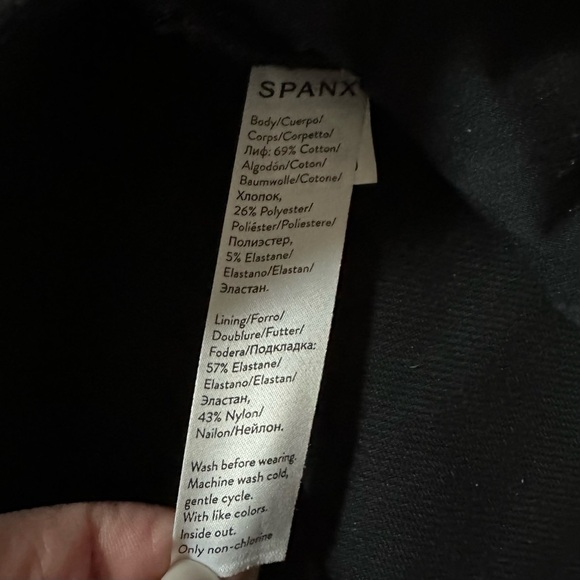 SPANX
Body/Cuerpo/
Corps/Corpetto/
Лиф: 69% Cotton/
Algodón/Coton/
Baumwolle/Cotone/
Хлопок,
26% Polyester/
Poliéster/Poliestere/
Полиэстер,
5% Elastane/
Elastano/Elastan/
Эластан.
Lining/Forro/
Doublure/Futter/
Fodera/Подкладка:
57% Elastane/
Elastano/Elastan/
Эластан,
43% Nylon/
Nailon/Нейлон.
Wash before wearing.
Machine wash cold,
gentle cycle.
With like colors.
Inside out.
Only non-chlorine